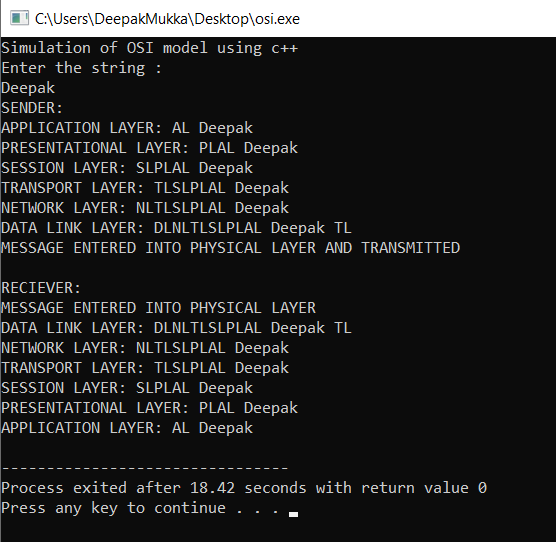 C:\Users\DeepakMukka\Desktop\osi.exe
Simulation of OSI model using c++
Enter the string :
Deepak
SENDER:
APPLICATION LAYER: AL Deepak
PRESENTATIONAL LAYER: PLAL Deepak
SESSION LAYER: SLPLAL Deepak
TRANSPORT LAYER: TLSLPLAL Deepak
NETWORK LAYER: NLTLSLPLAL Deepak
DATA LINK LAYER: DLNLTLSLPLAL Deepak TL
MESSAGE ENTERED INTO PHYSICAL LAYER AND TRANSMITTED
RECIEVER:
MESSAGE ENTERED INTO PHYSICAL LAYER
DATA LINK LAYER: DLNLTLSLPLAL Deepak TL
NETWORK LAYER: NLTLSLPLAL Deepak
TRANSPORT LAYER: TLSLPLAL Deepak
SESSION LAYER: SLPLAL Deepak
PRESENTATIONAL LAYER: PLAL Deepak
APPLICATION LAYER: AL Deepak
--------------------------------
Process exited after 18.42 seconds with return value 0
Press any key to continue . . .